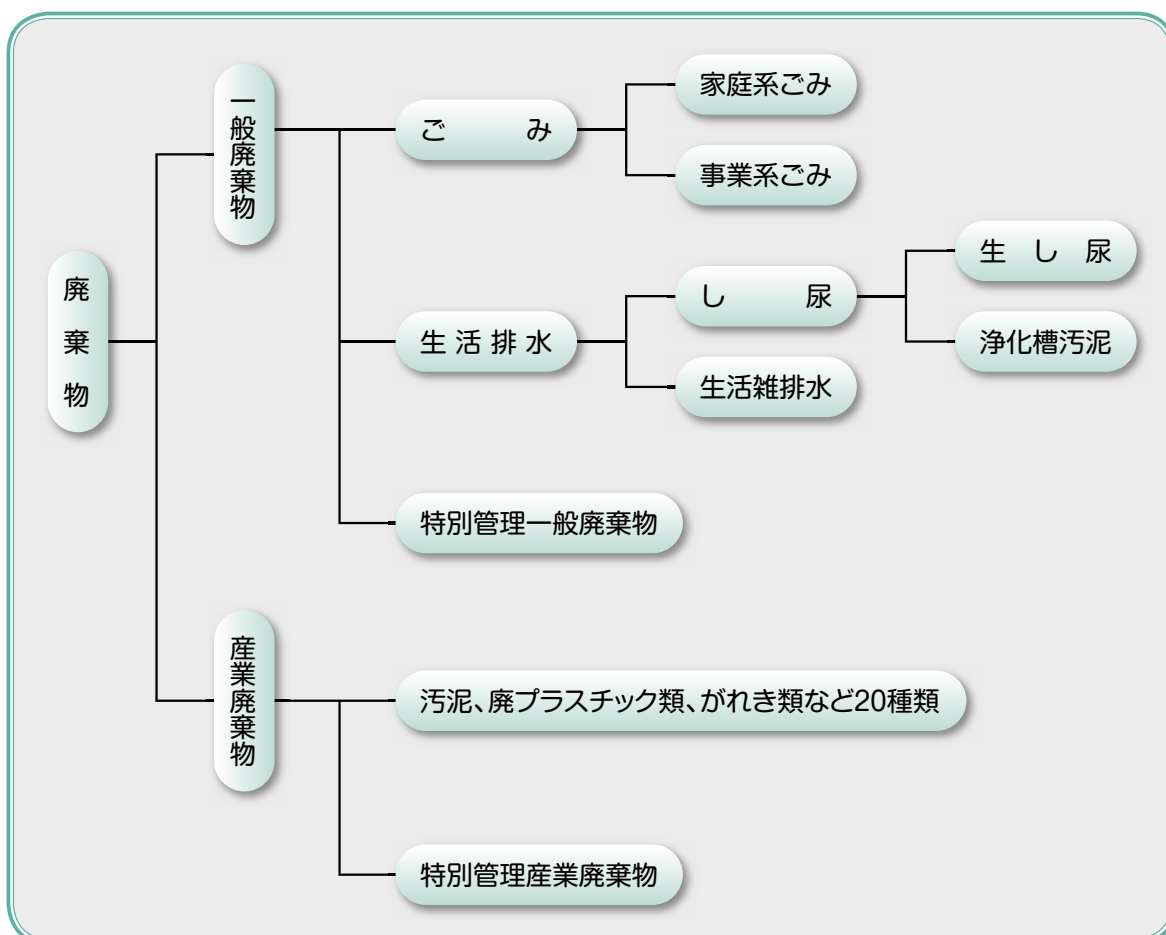 廃棄物
一般廃棄物
ごみ
家庭系ごみ
事業系ごみ
生活排水
し尿
生し尿
浄化槽汚泥
生活雑排水
特別管理一般廃棄物
産業廃棄物
汚泥、廃プラスチック類、がれき類など20種類
特別管理産業廃棄物